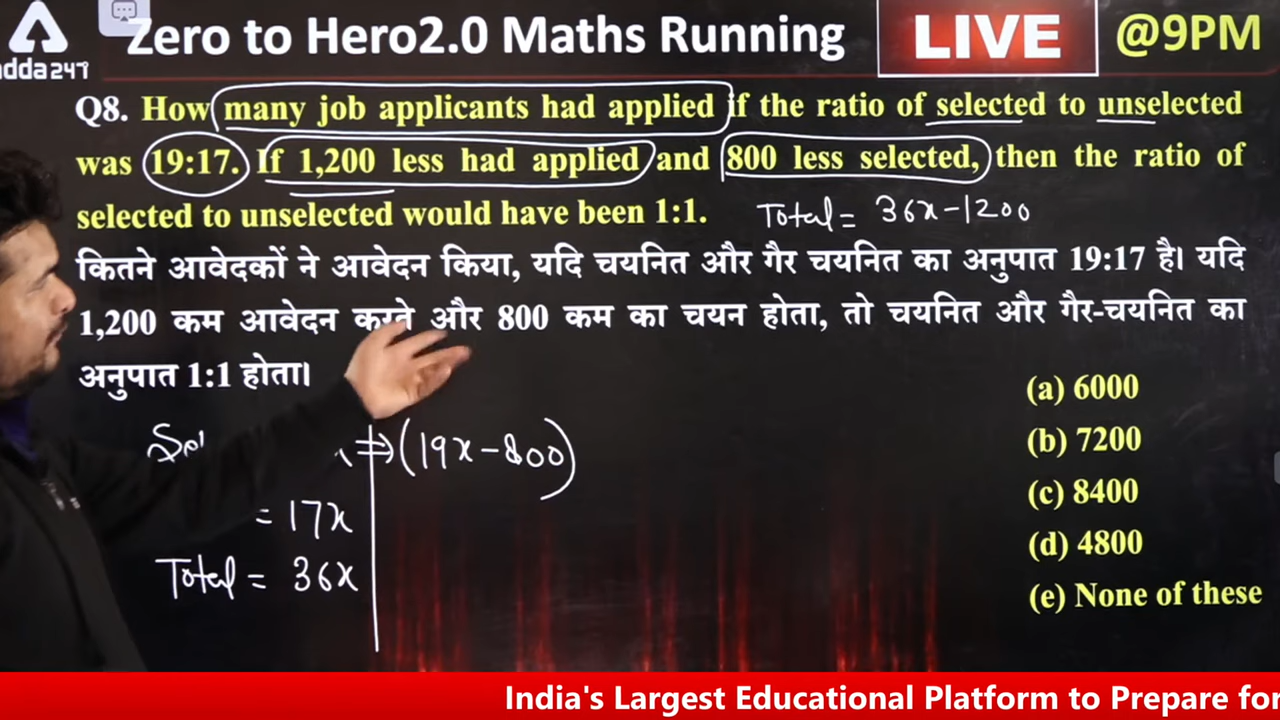 Zero to Hero2.0 Maths Running
LIVE
@9PM
adda247
Q8. How many job applicants had applied if the ratio of selected to unselected
was 19:17. If 1,200 less had applied and 800 less selected, then the ratio of
selected to unselected would have been 1:1.
Total = 36x-1200
कितने आवेदकों ने आवेदन किया, यदि चयनित और गैर चयनित का अनुपात 19:17 है। यदि
1,200 कम आवेदन करते और 800 कम का चयन होता, तो चयनित और गैर-चयनित का
अनुपात 1:1 होता।
(a) 6000
(b) 7200
(c) 8400
(d) 4800
(e) None of these
Sel
⇒(19x-800)
= 17x
Total = 36x
India's Largest Educational Platform to Prepare for